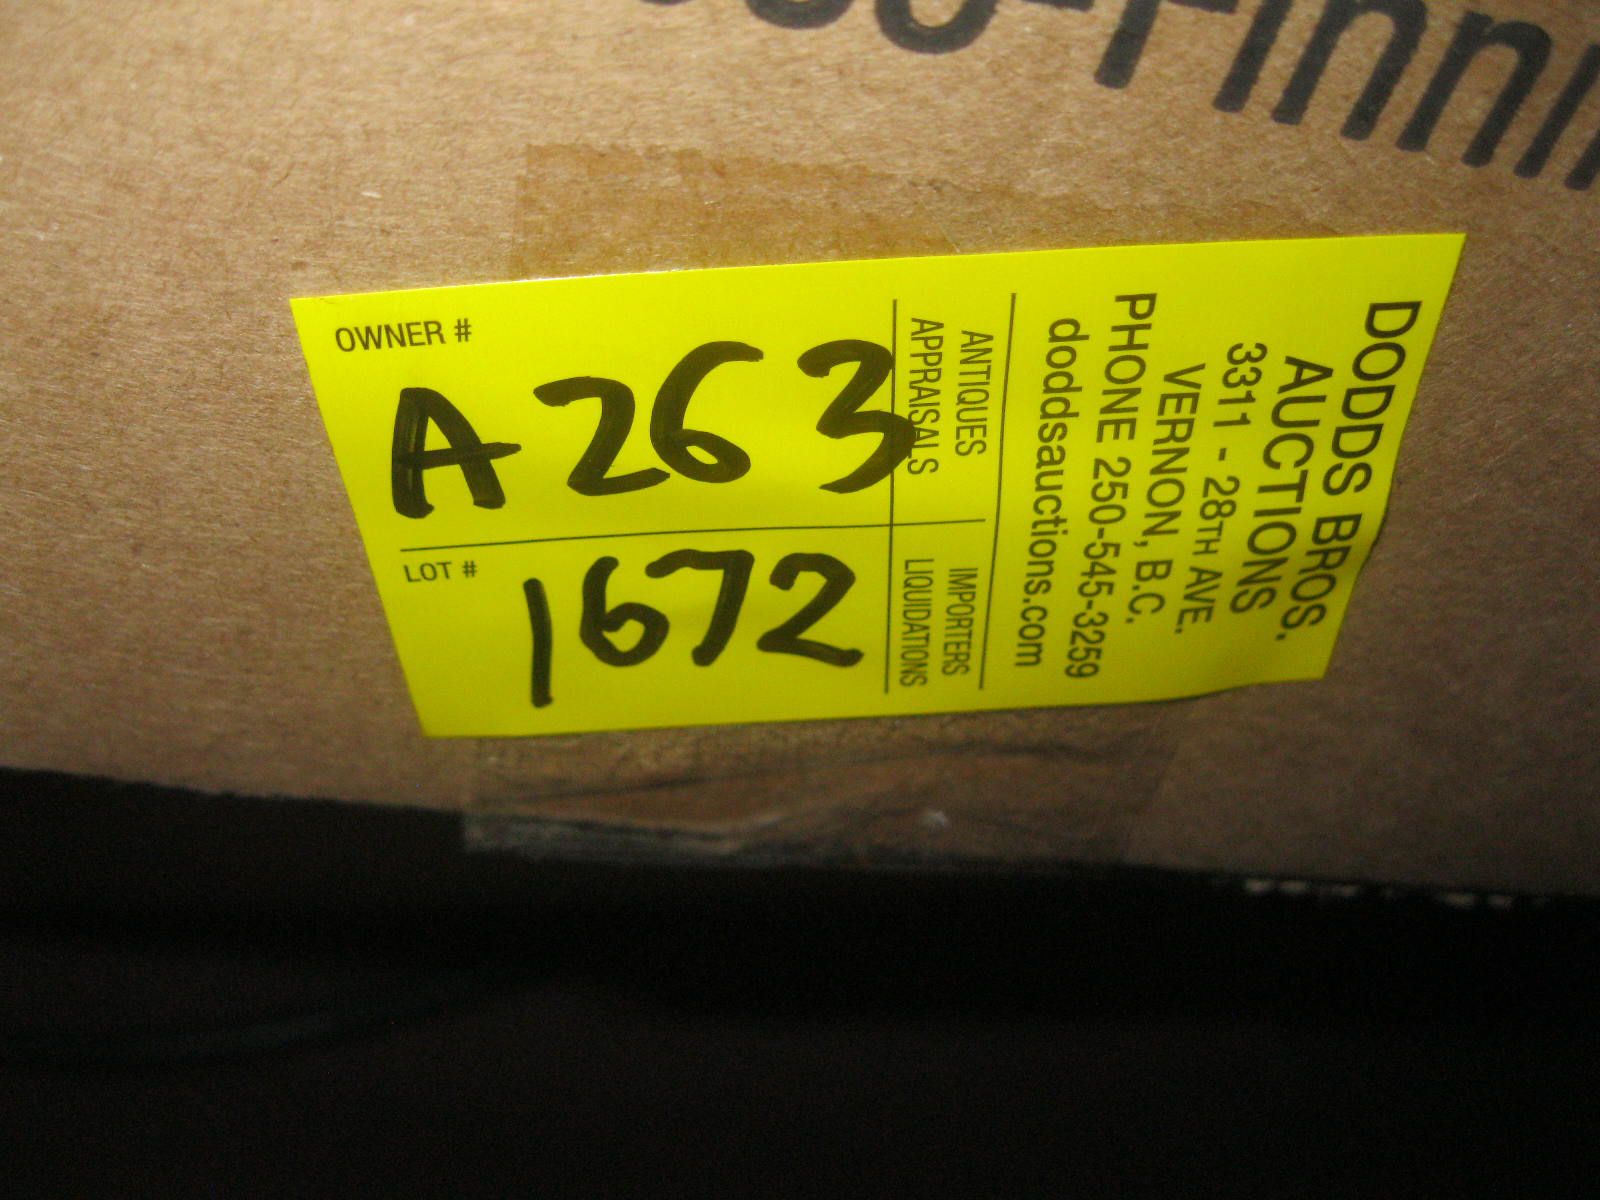 OWNER #
A263
LOT #
1672
ANTIQUES
APPRAISALS
IMPORTERS
LIQUIDATIONS
DODDS BROS.
AUCTIONS
3311 - 28TH AVE.
VERNON, B.C.
PHONE 250-545-3259
doddsauctions.com